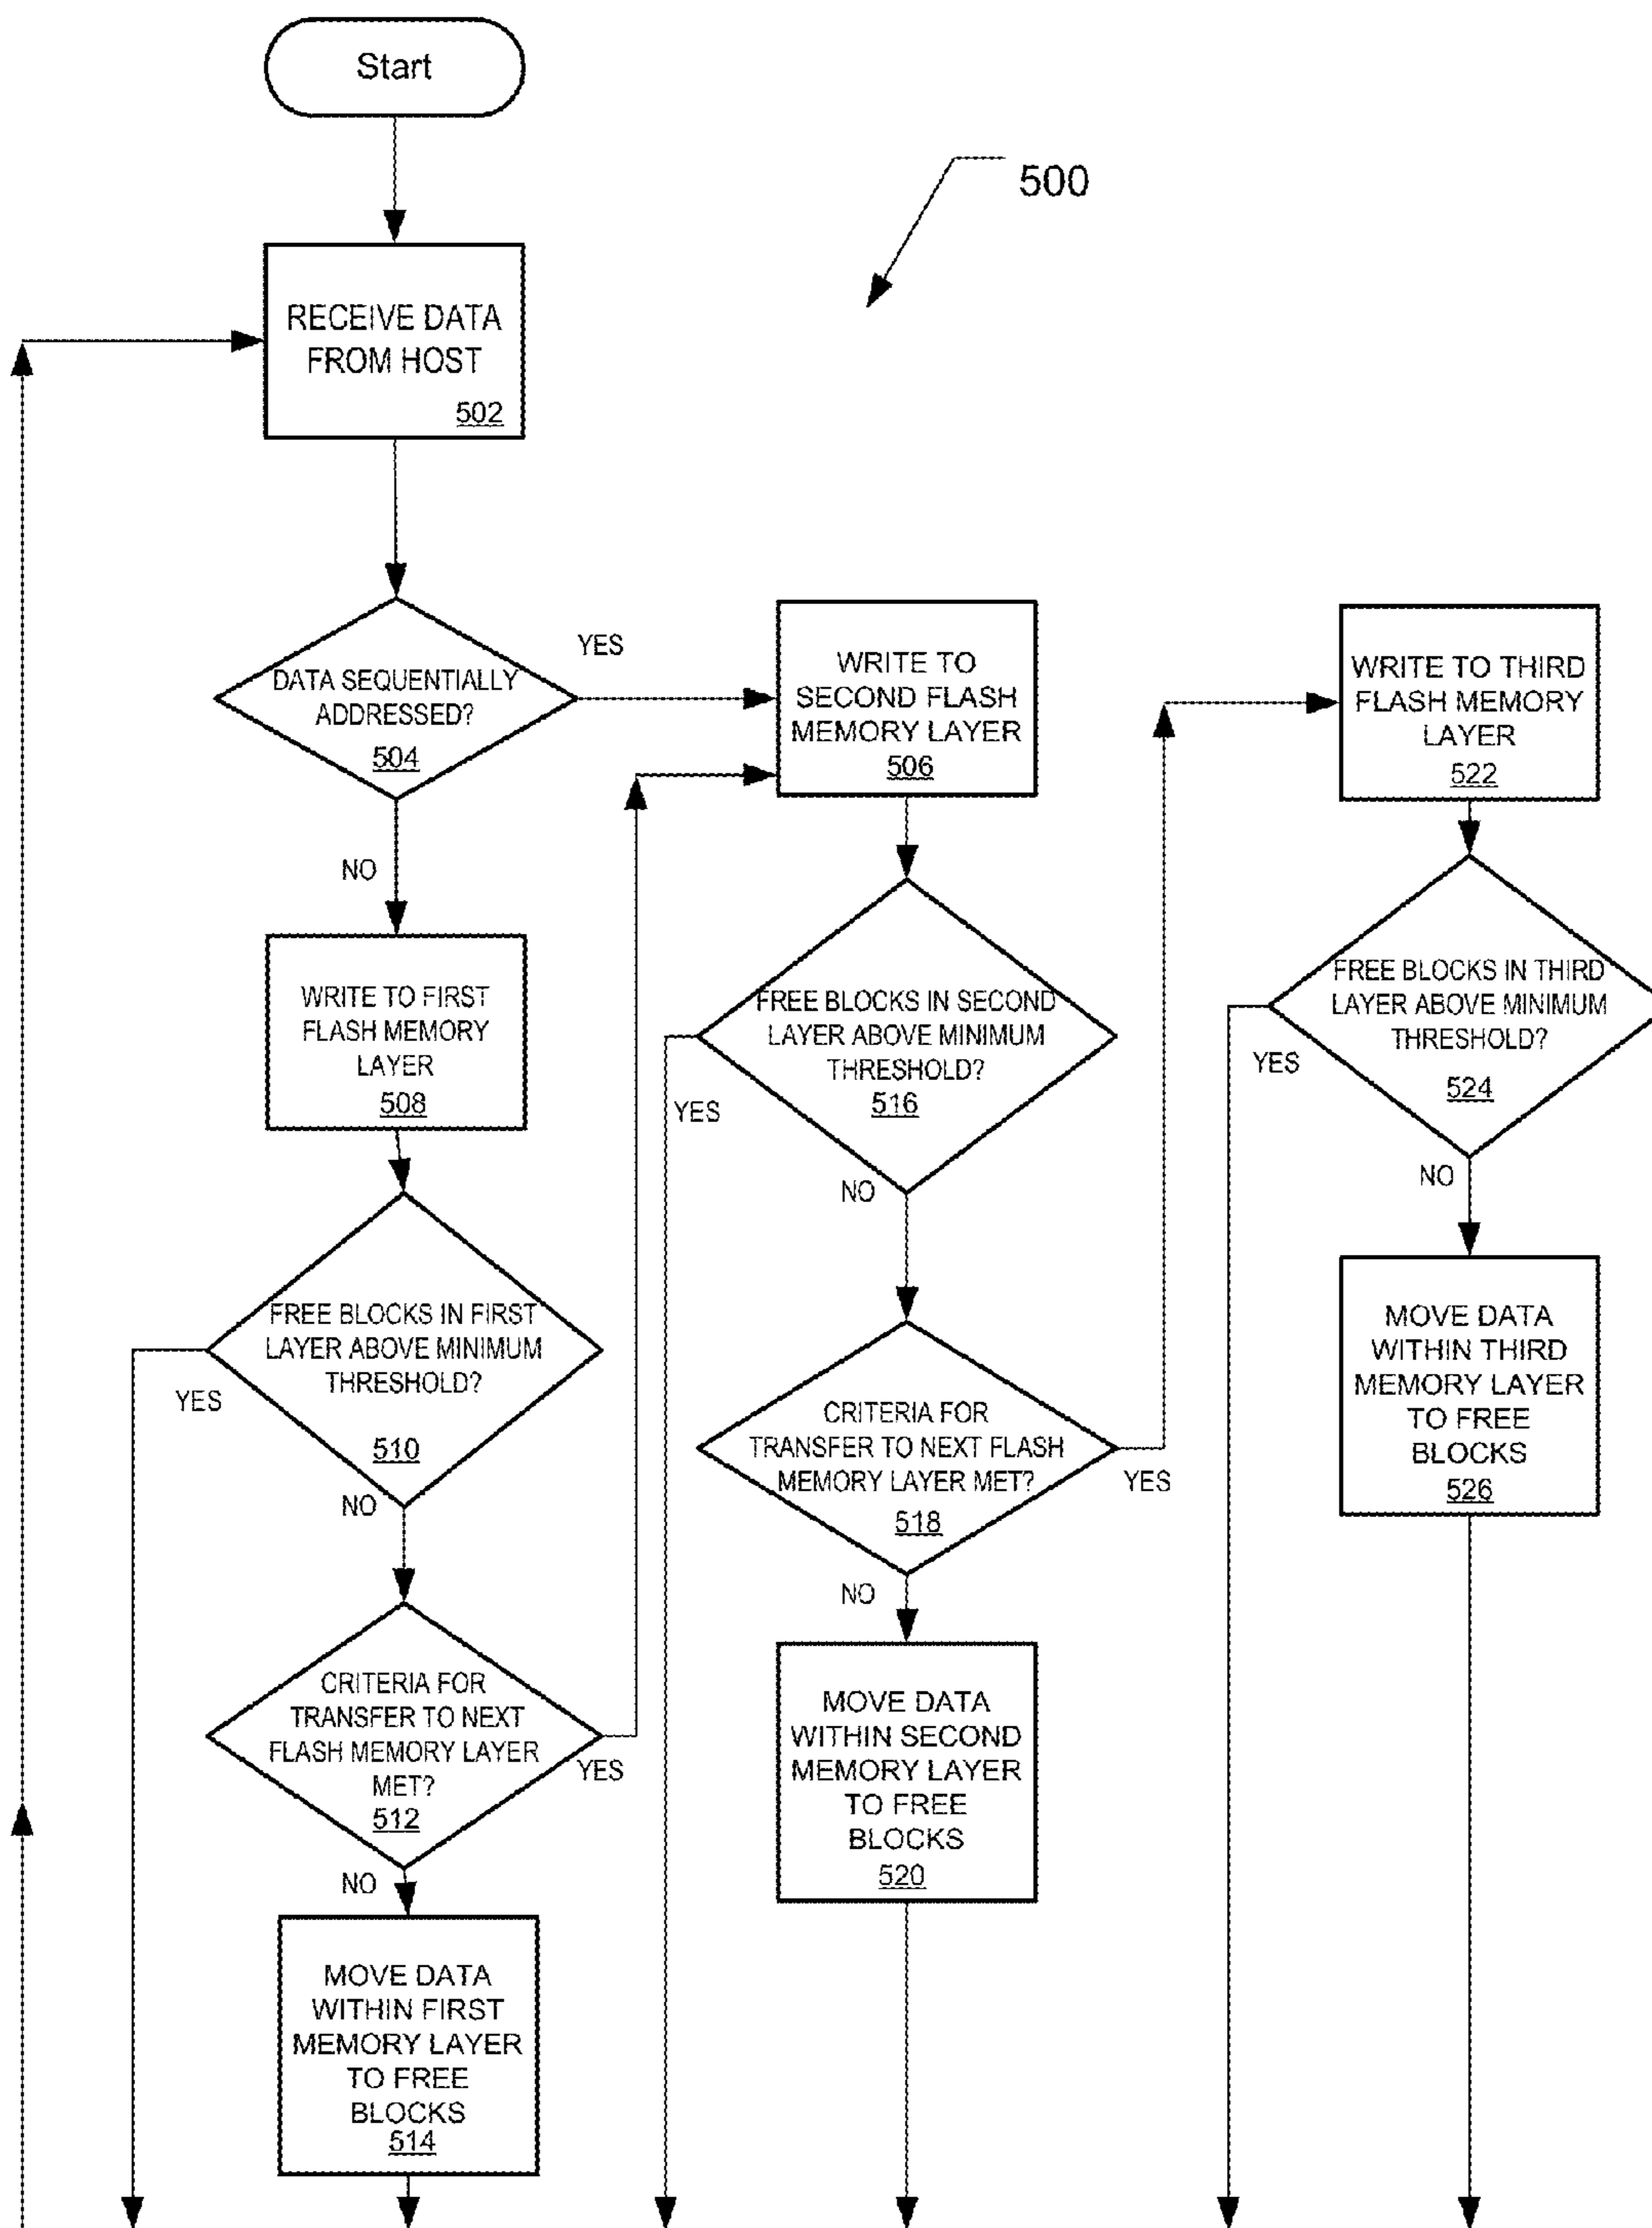 Start
500
RECEIVE DATA
FROM HOST
502
DATA SEQUENTIALLY
ADDRESSED?
504
YES
NO
WRITE TO
SECOND FLASH
MEMORY LAYER
506
WRITE TO THIRD
FLASH MEMORY
LAYER
522
WRITE TO FIRST
FLASH MEMORY
LAYER
508
FREE BLOCKS IN SECOND
LAYER ABOVE MINIMUM
THRESHOLD?
516
YES
NO
FREE BLOCKS IN THIRD
LAYER ABOVE MINIMUM
THRESHOLD?
524
YES
NO
FREE BLOCKS IN FIRST
LAYER ABOVE MINIMUM
THRESHOLD?
510
YES
NO
CRITERIA FOR
TRANSFER TO NEXT FLASH
MEMORY LAYER MET?
518
YES
NO
MOVE DATA
WITHIN THIRD
MEMORY LAYER
TO FREE
BLOCKS
526
CRITERIA FOR
TRANSFER TO NEXT
FLASH MEMORY LAYER
MET?
512
YES
NO
MOVE DATA
WITHIN SECOND
MEMORY LAYER
TO FREE
BLOCKS
520
MOVE DATA
WITHIN FIRST
MEMORY LAYER
TO FREE
BLOCKS
514